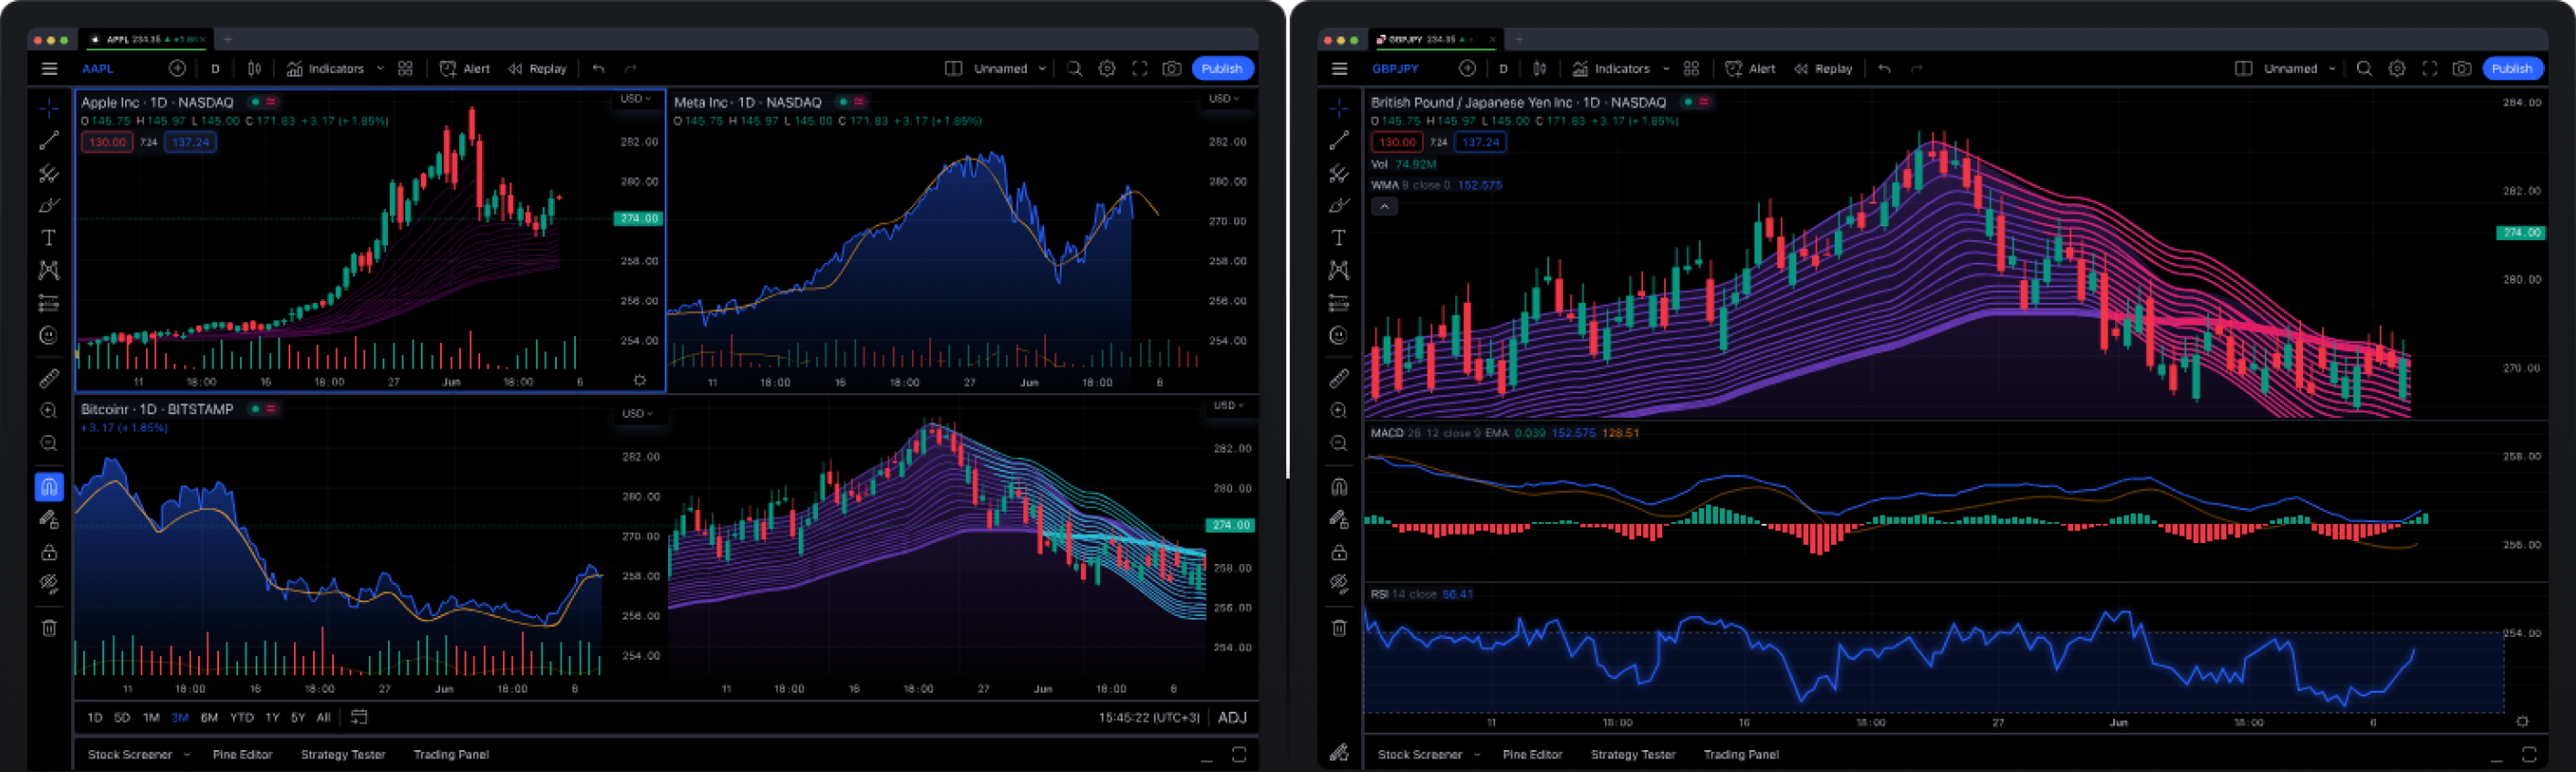 APPL 234.35
AAPL D Indicators Alert Replay Unnamed Publish
Apple Inc · 1D · NASDAQ
USD
O 145.75 H 145.97 L 145.00 C 171.83 +3.17 (+1.85%)
130.00 7.24 137.24
282.00
280.00
274.00
258.00
256.00
254.00
11 18:00 16 18:00 27 Jun 18:00 6
Meta Inc · 1D · NASDAQ
USD
O 145.75 H 145.97 L 145.00 C 171.83 +3.17 (+1.85%)
282.00
280.00
270.00
258.00
256.00
254.00
11 18:00 16 18:00 27 Jun 18:00 6
Bitcoinr · 1D · BITSTAMP
USD
+3.17 (+1.85%)
282.00
280.00
270.00
258.00
256.00
254.00
11 18:00 16 18:00 27 Jun 18:00 6
USD
282.00
280.00
274.00
258.00
256.00
254.00
11 18:00 16 18:00 27 Jun 18:00 6
1D 5D 1M 3M 6M YTD 1Y 5Y All 15:45:22 (UTC+3) ADJ
Stock Screener Pine Editor Strategy Tester Trading Panel
GBPJPY 234.35
GBPJPY D Indicators Alert Replay Unnamed Publish
British Pound / Japanese Yen Inc · 1D · NASDAQ
O 145.75 H 145.97 L 145.00 C 171.83 +3.17 (+1.85%)
130.00 7.24 137.24
Vol 74.92M
WMA 9 close 0 152.575
284.00
282.00
274.00
280.00
270.00
MACD 26 12 close 9 EMA 0.039 152.575 128.51
258.00
256.00
RSI 14 close 56.41
254.00
11 18:00 16 18:00 27 Jun 18:00 6
Stock Screener Pine Editor Strategy Tester Trading Panel